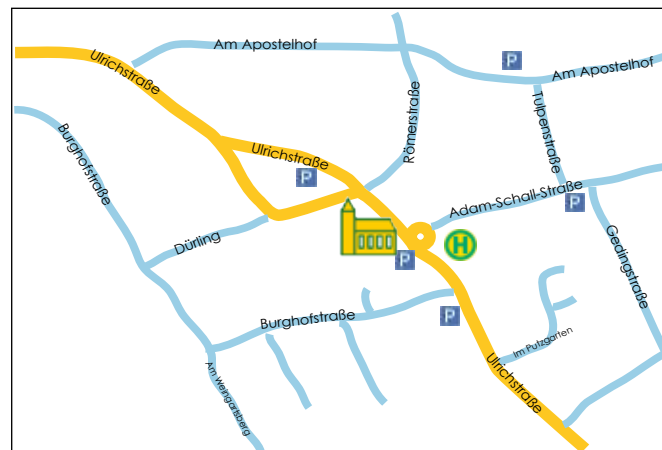 Am Apostelhof
P
Am Apostelhof
Ulrichstraße
Tulpenstraße
Römerstraße
Burghofstraße
Ulrichstraße
P
Adam-Schall-Straße
P
Dürling
H
P
Gedingstraße
Burghofstraße
P
Im Putzgarten
Am Weingartsberg
Ulrichstraße